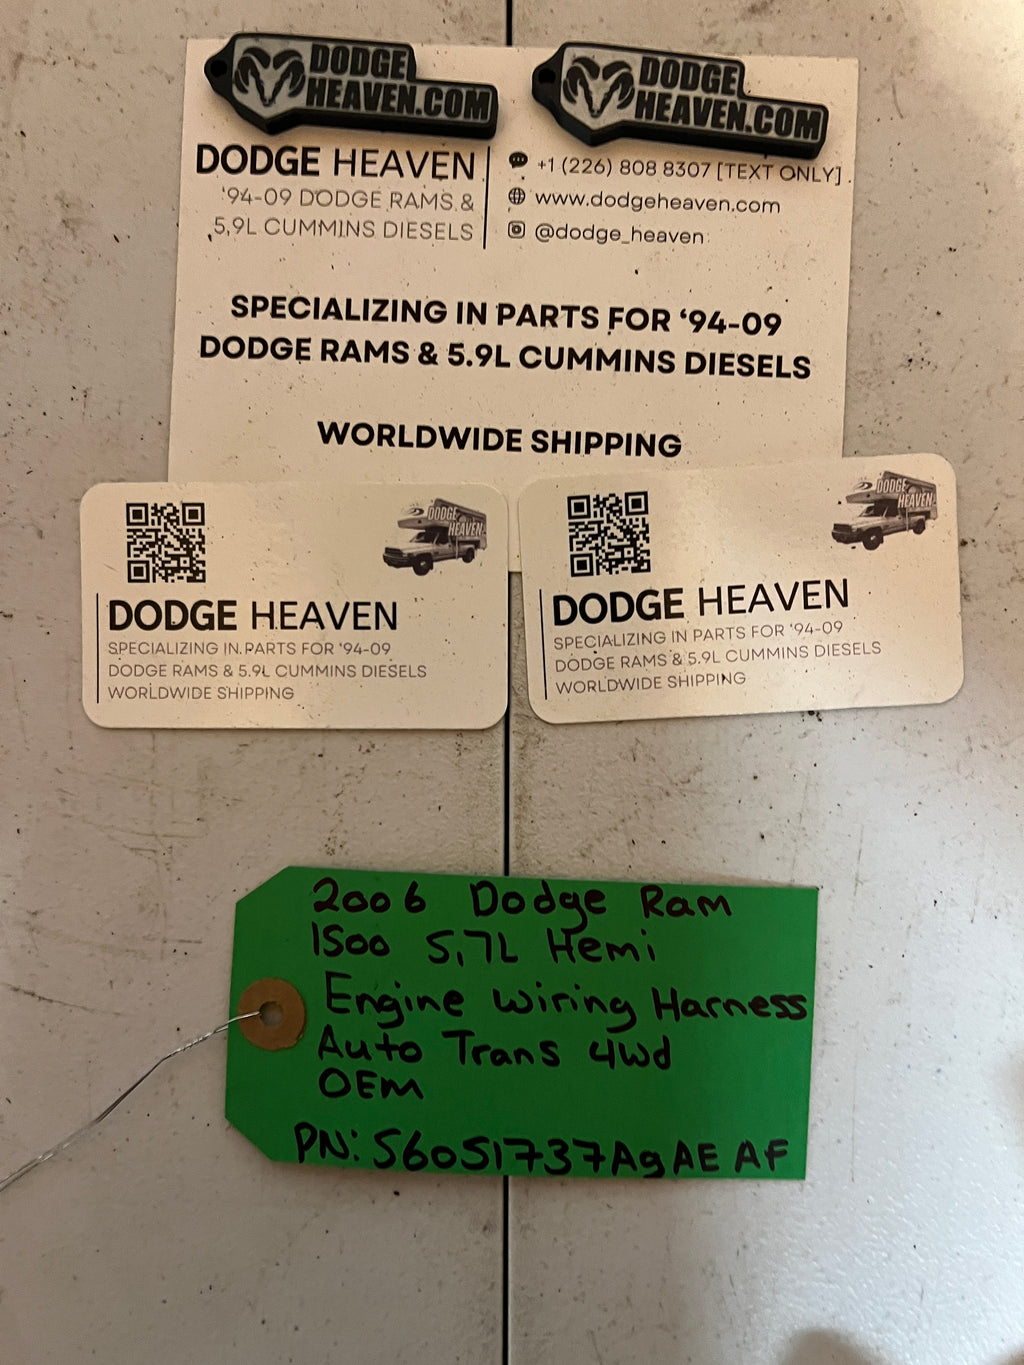 DODGE
HEAVEN.COM
DODGE
HEAVEN.COM
DODGE HEAVEN
'94-09 DODGE RAMS &
5.9L CUMMINS DIESELS
+1 (226) 808 8307 [TEXT ONLY]
www.dodgeheaven.com
@dodge_heaven
SPECIALIZING IN PARTS FOR '94-09
DODGE RAMS & 5.9L CUMMINS DIESELS
WORLDWIDE SHIPPING
DODGE
HEAVEN
DODGE HEAVEN
SPECIALIZING IN PARTS FOR '94-09
DODGE RAMS & 5.9L CUMMINS DIESELS
WORLDWIDE SHIPPING
DODGE
HEAVEN
DODGE HEAVEN
SPECIALIZING IN PARTS FOR '94-09
DODGE RAMS & 5.9L CUMMINS DIESELS
WORLDWIDE SHIPPING
2006 Dodge Ram
1500 5.7L Hemi
Engine Wiring Harness
Auto Trans 4wd
OEM
PN: 56051737Ag AE AF